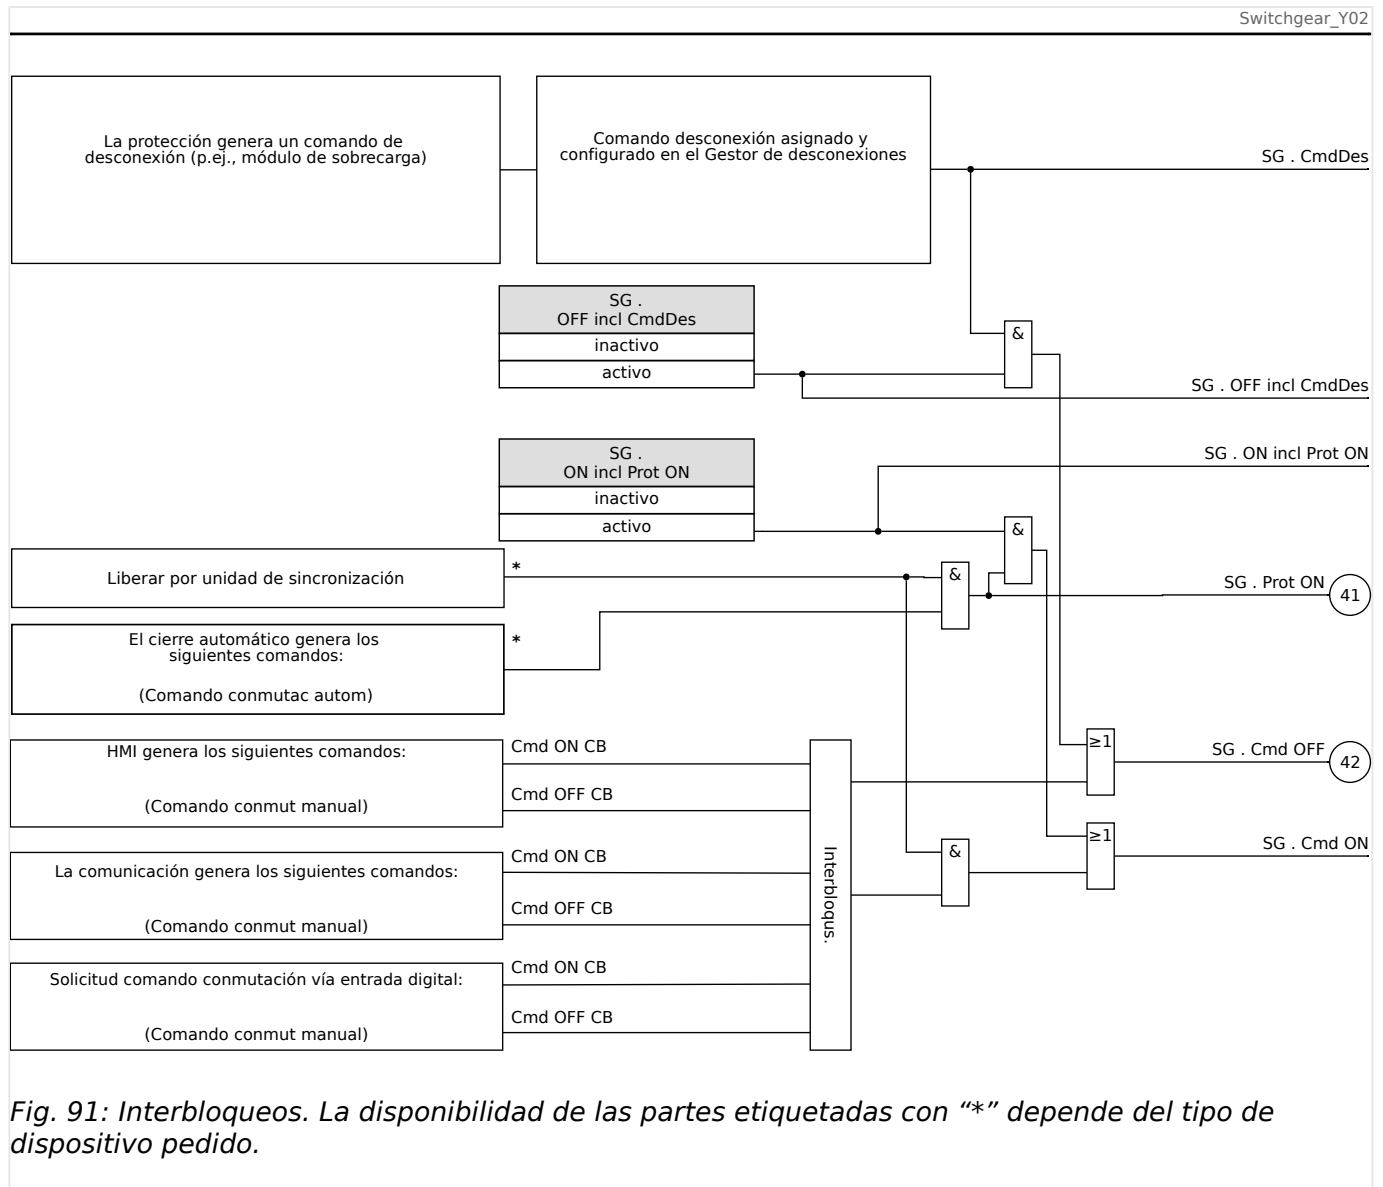 Switchgear_Y02
La protección genera un comando de
desconexión (p.ej., módulo de sobrecarga)
Comando desconexión asignado y
configurado en el Gestor de desconexiones
SG . CmdDes
SG .
OFF incl CmdDes
inactivo
activo
&
SG . OFF incl CmdDes
SG .
ON incl Prot ON
inactivo
activo
SG . ON incl Prot ON
&
Liberar por unidad de sincronización
*
&
SG . Prot ON
41
El cierre automático genera los
siguientes comandos:
(Comando conmutac autom)
*
HMI genera los siguientes comandos:
(Comando conmut manual)
Cmd ON CB
Cmd OFF CB
≥1
SG . Cmd OFF
42
La comunicación genera los siguientes comandos:
(Comando conmut manual)
Cmd ON CB
Cmd OFF CB
Interbloqus.
&
≥1
SG . Cmd ON
Solicitud comando conmutación vía entrada digital:
(Comando conmut manual)
Cmd ON CB
Cmd OFF CB
Fig. 91: Interbloqueos. La disponibilidad de las partes etiquetadas con “*” depende del tipo de
dispositivo pedido.